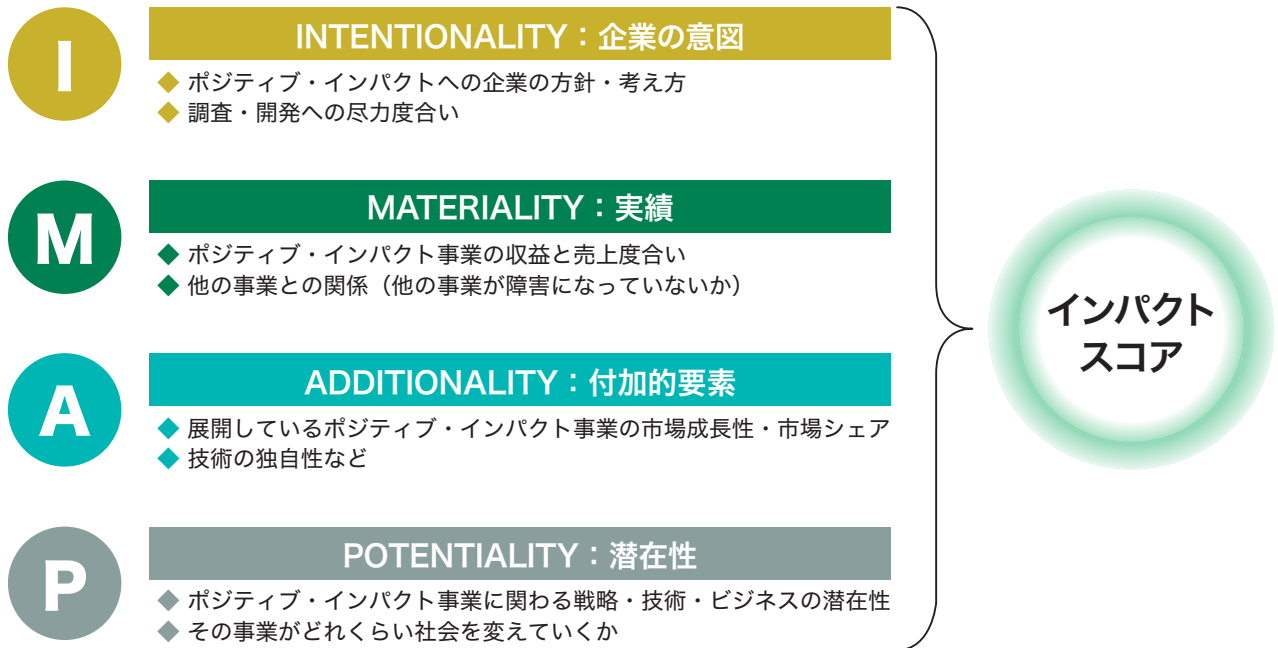 I
INTENTIONALITY：企業の意図
◆ ポジティブ・インパクトへの企業の方針・考え方
◆ 調査・開発への尽力度合い
M
MATERIALITY：実績
◆ ポジティブ・インパクト事業の収益と売上度合い
◆ 他の事業との関係（他の事業が障害になっていないか）
A
ADDITIONALITY：付加的要素
◆ 展開しているポジティブ・インパクト事業の市場成長性・市場シェア
◆ 技術の独自性など
P
POTENTIALITY：潜在性
◆ ポジティブ・インパクト事業に関わる戦略・技術・ビジネスの潜在性
◆ その事業がどれくらい社会を変えていくか
インパクト
スコア